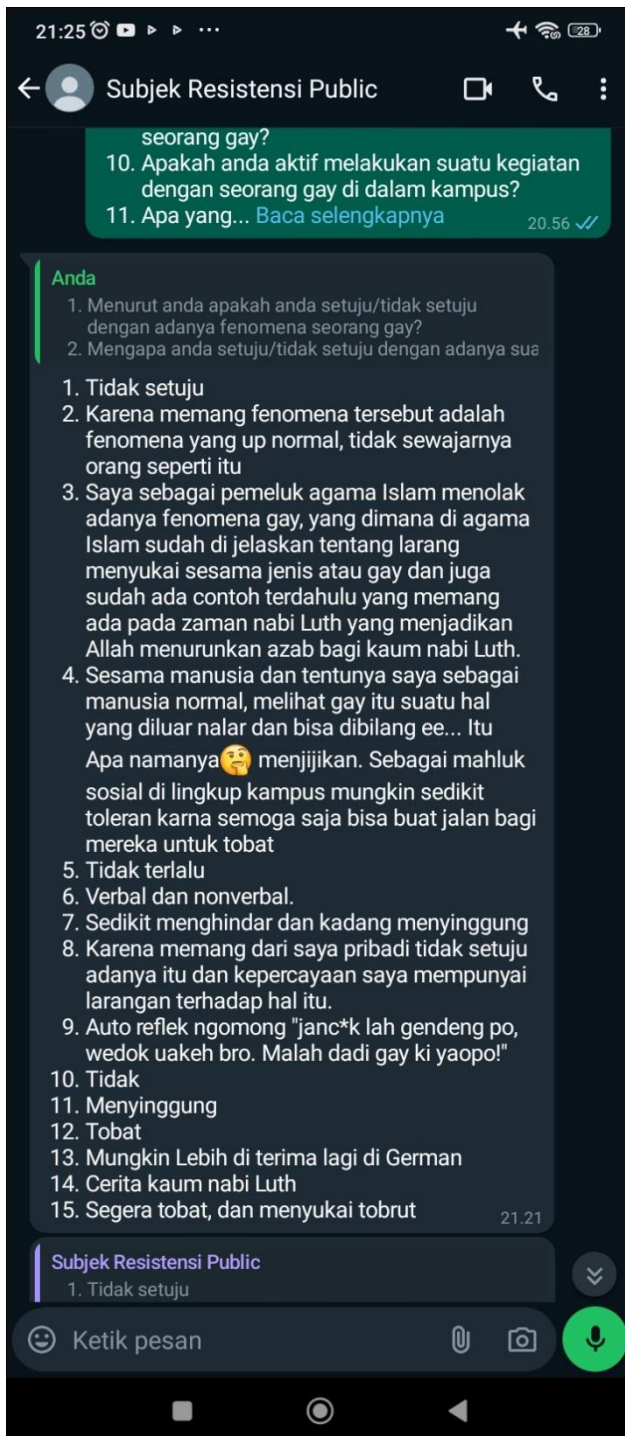 21:25
28
Subjek Resistensi Public
seorang gay?
10. Apakah anda aktif melakukan suatu kegiatan
dengan seorang gay di dalam kampus?
11. Apa yang... Baca selengkapnya
20.56
Anda
1. Menurut anda apakah anda setuju/tidak setuju
dengan adanya fenomena seorang gay?
2. Mengapa anda setuju/tidak setuju dengan adanya sua
1. Tidak setuju
2. Karena memang fenomena tersebut adalah
fenomena yang up normal, tidak sewajarnya
orang seperti itu
3. Saya sebagai pemeluk agama Islam menolak
adanya fenomena gay, yang dimana di agama
Islam sudah di jelaskan tentang larang
menyukai sesama jenis atau gay dan juga
sudah ada contoh terdahulu yang memang
ada pada zaman nabi Luth yang menjadikan
Allah menurunkan azab bagi kaum nabi Luth.
4. Sesama manusia dan tentunya saya sebagai
manusia normal, melihat gay itu suatu hal
yang diluar nalar dan bisa dibilang ee... Itu
Apa namanya🤔 menjijikan. Sebagai mahluk
sosial di lingkup kampus mungkin sedikit
toleran karna semoga saja bisa buat jalan bagi
mereka untuk tobat
5. Tidak terlalu
6. Verbal dan nonverbal.
7. Sedikit menghindar dan kadang menyinggung
8. Karena memang dari saya pribadi tidak setuju
adanya itu dan kepercayaan saya mempunyai
larangan terhadap hal itu.
9. Auto reflek ngomong "janc*k lah gendeng po,
wedok uakeh bro. Malah dadi gay ki yaopo!"
10. Tidak
11. Menyinggung
12. Tobat
13. Mungkin Lebih di terima lagi di German
14. Cerita kaum nabi Luth
15. Segera tobat, dan menyukai tobrut
21.21
Subjek Resistensi Public
1. Tidak setuju
Ketik pesan